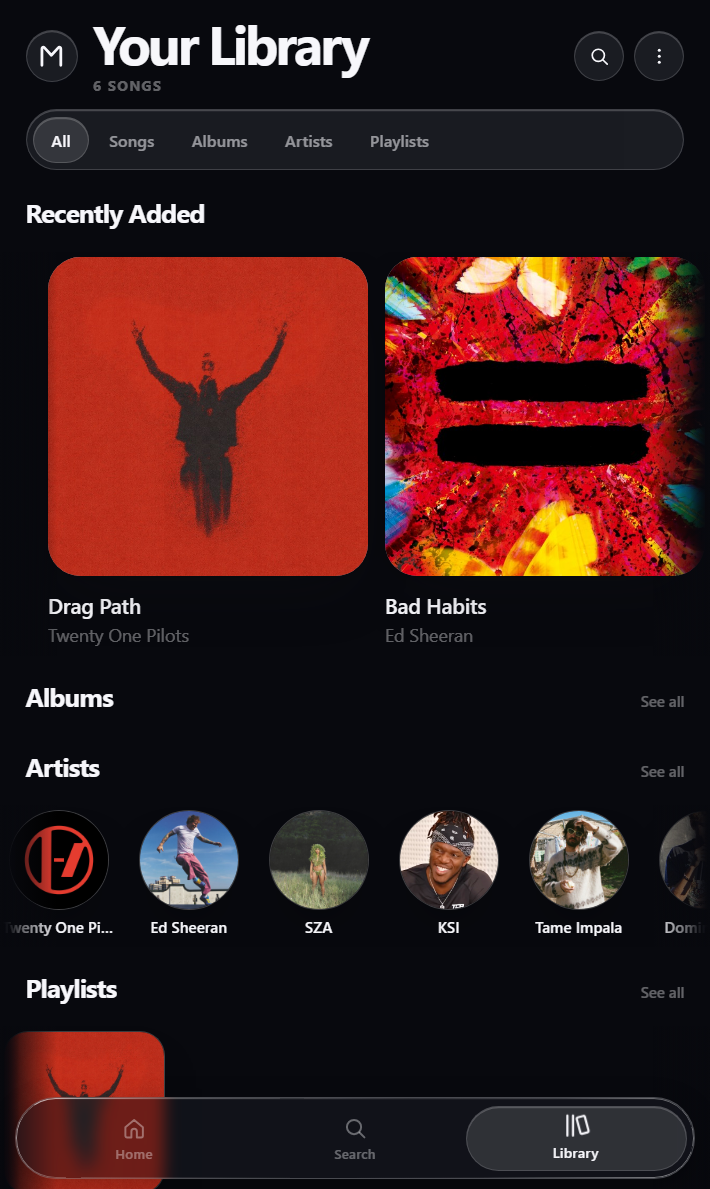 Your Library
6 SONGS
All Songs Albums Artists Playlists
Recently Added
Drag Path
Twenty One Pilots
Bad Habits
Ed Sheeran
Albums See all
Artists See all
Twenty One Pi... Ed Sheeran SZA KSI Tame Impala Domi
Playlists See all
Home Search Library